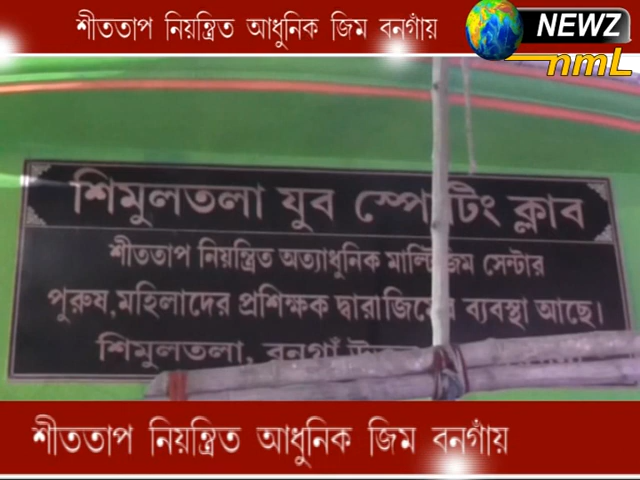 শীততাপ নিয়ন্ত্রিত আধুনিক জিম বনগাঁয়
NEWZ
nmL
শিমুলতলা যুব স্পোর্টিং ক্লাব
শীততাপ নিয়ন্ত্রিত অত্যাধুনিক মাল্টিজিম সেন্টার
পুরুষ,মহিলাদের প্রশিক্ষক দ্বারা জিমের ব্যবস্থা আছে।
শিমুলতলা, বনগাঁ
শীততাপ নিয়ন্ত্রিত আধুনিক জিম বনগাঁয়